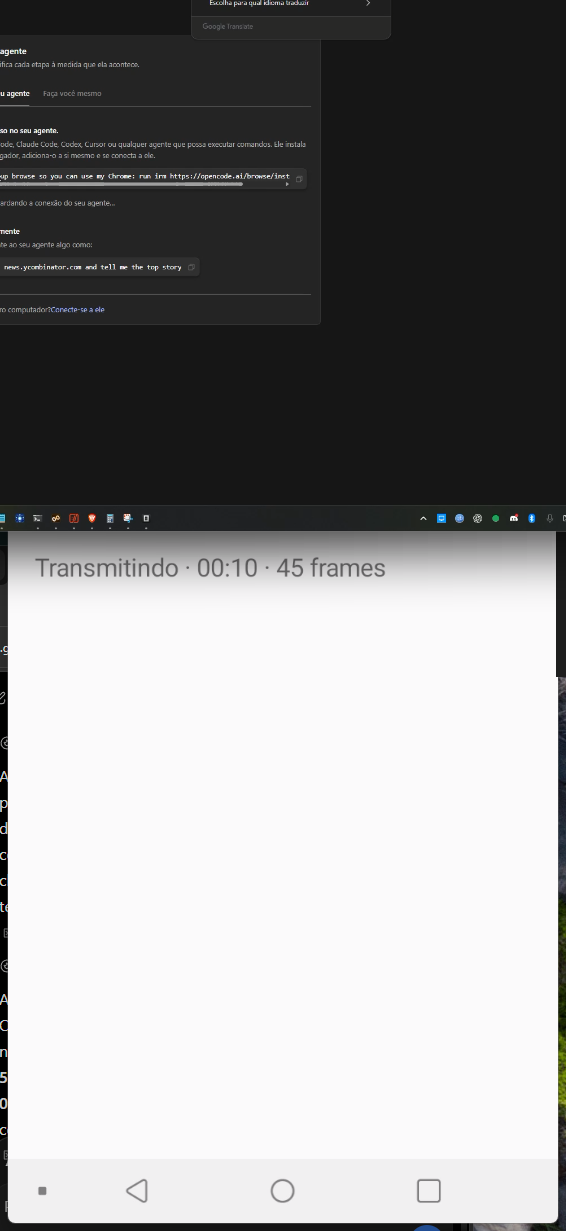 Escolha para qual idioma traduzir
Google Translate
agente
ifica cada etapa à medida que ela acontece.
u agente
Faça você mesmo
so no seu agente.
ode, Claude Code, Codex, Cursor ou qualquer agente que possa executar comandos. Ele instala
gador, adiciona-o a si mesmo e se conecta a ele.
up browse so you can use my Chrome: run irm https://opencode.ai/browse/inst
ardando a conexão do seu agente...
mente
te ao seu agente algo como:
news.ycombinator.com and tell me the top story
ro computador?Conecte-se a ele
Transmitindo · 00:10 · 45 frames
.g
A
p
d
c
c
te
A
C
n
5
0
c